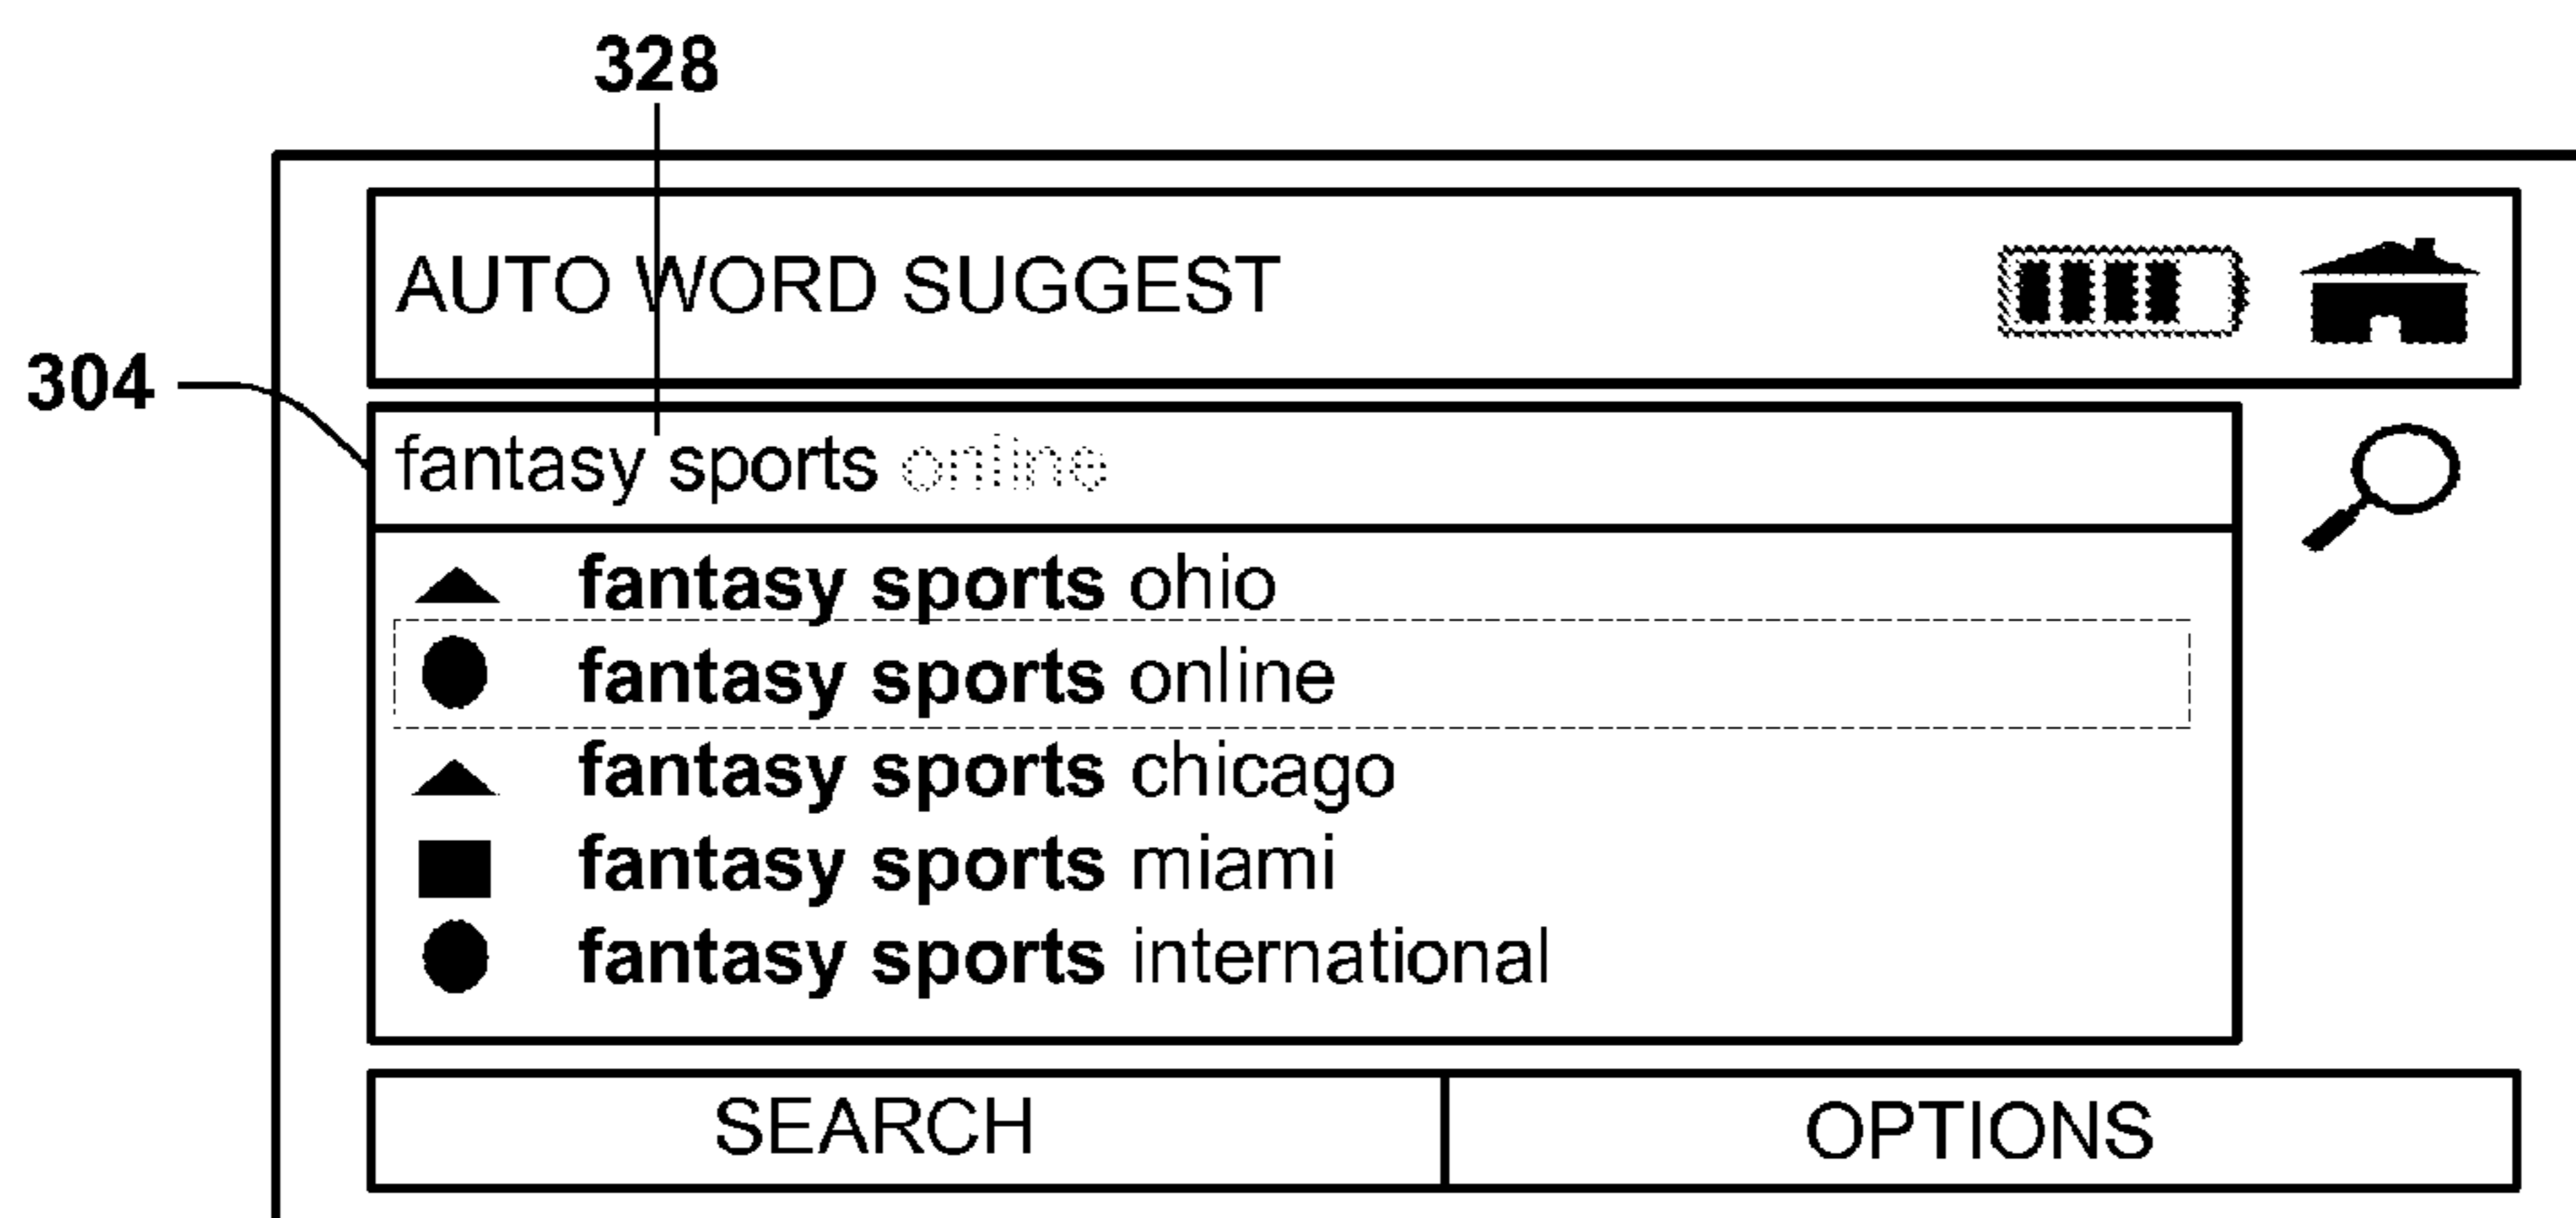 328
AUTO WORD SUGGEST
304
fantasy sports online
fantasy sports ohio
fantasy sports online
fantasy sports chicago
fantasy sports miami
fantasy sports international
SEARCH
OPTIONS